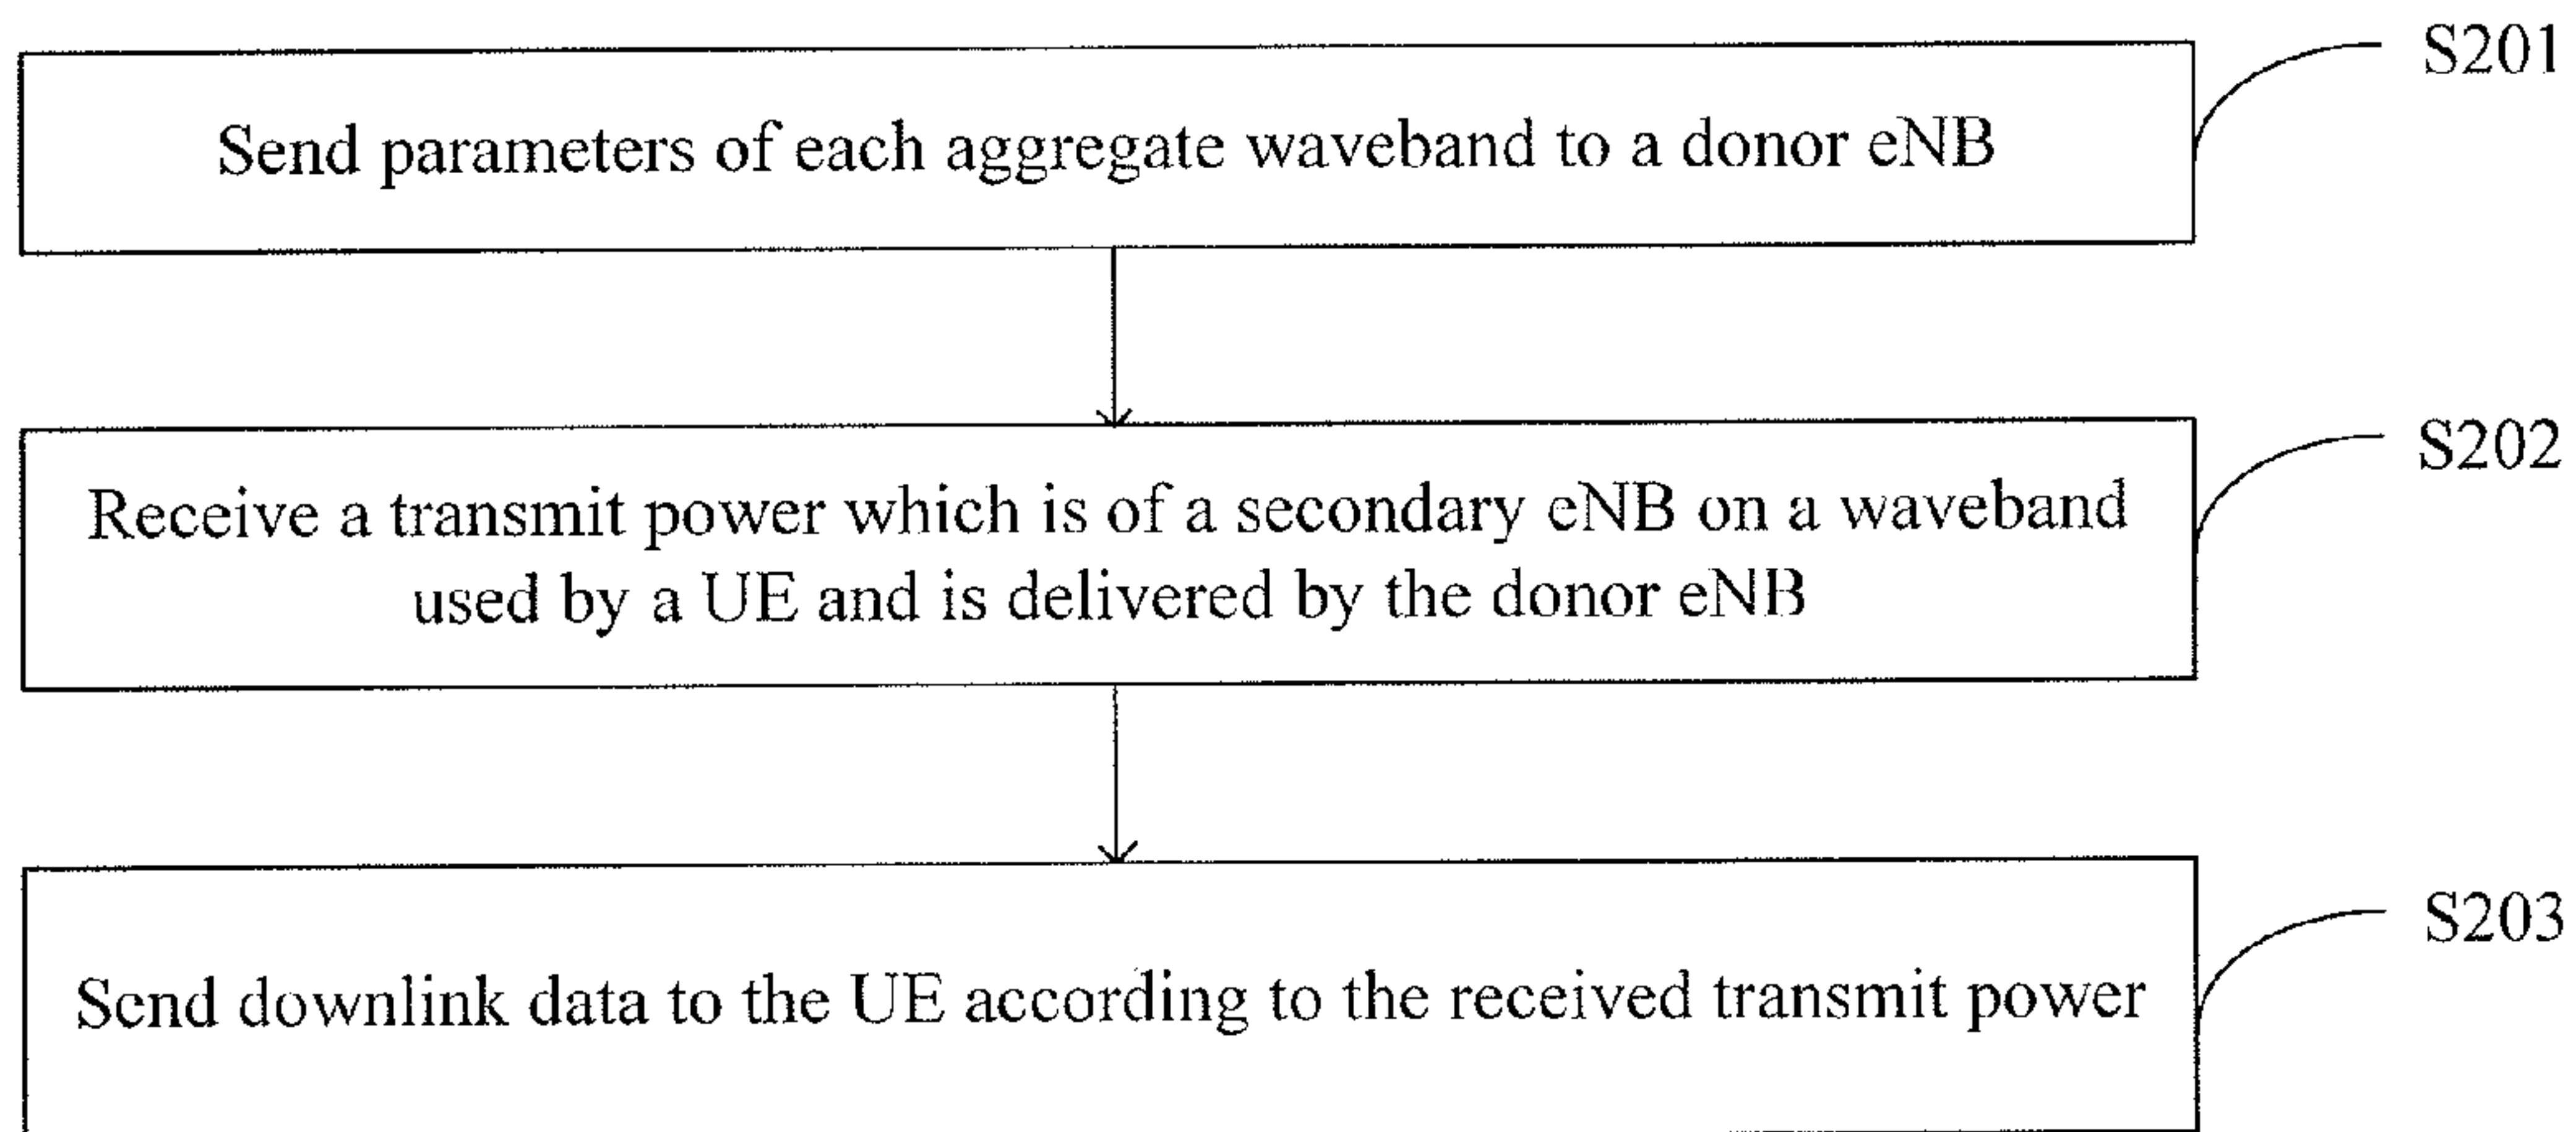 S201
Send parameters of each aggregate waveband to a donor eNB
S202
Receive a transmit power which is of a secondary eNB on a waveband
used by a UE and is delivered by the donor eNB
S203
Send downlink data to the UE according to the received transmit power